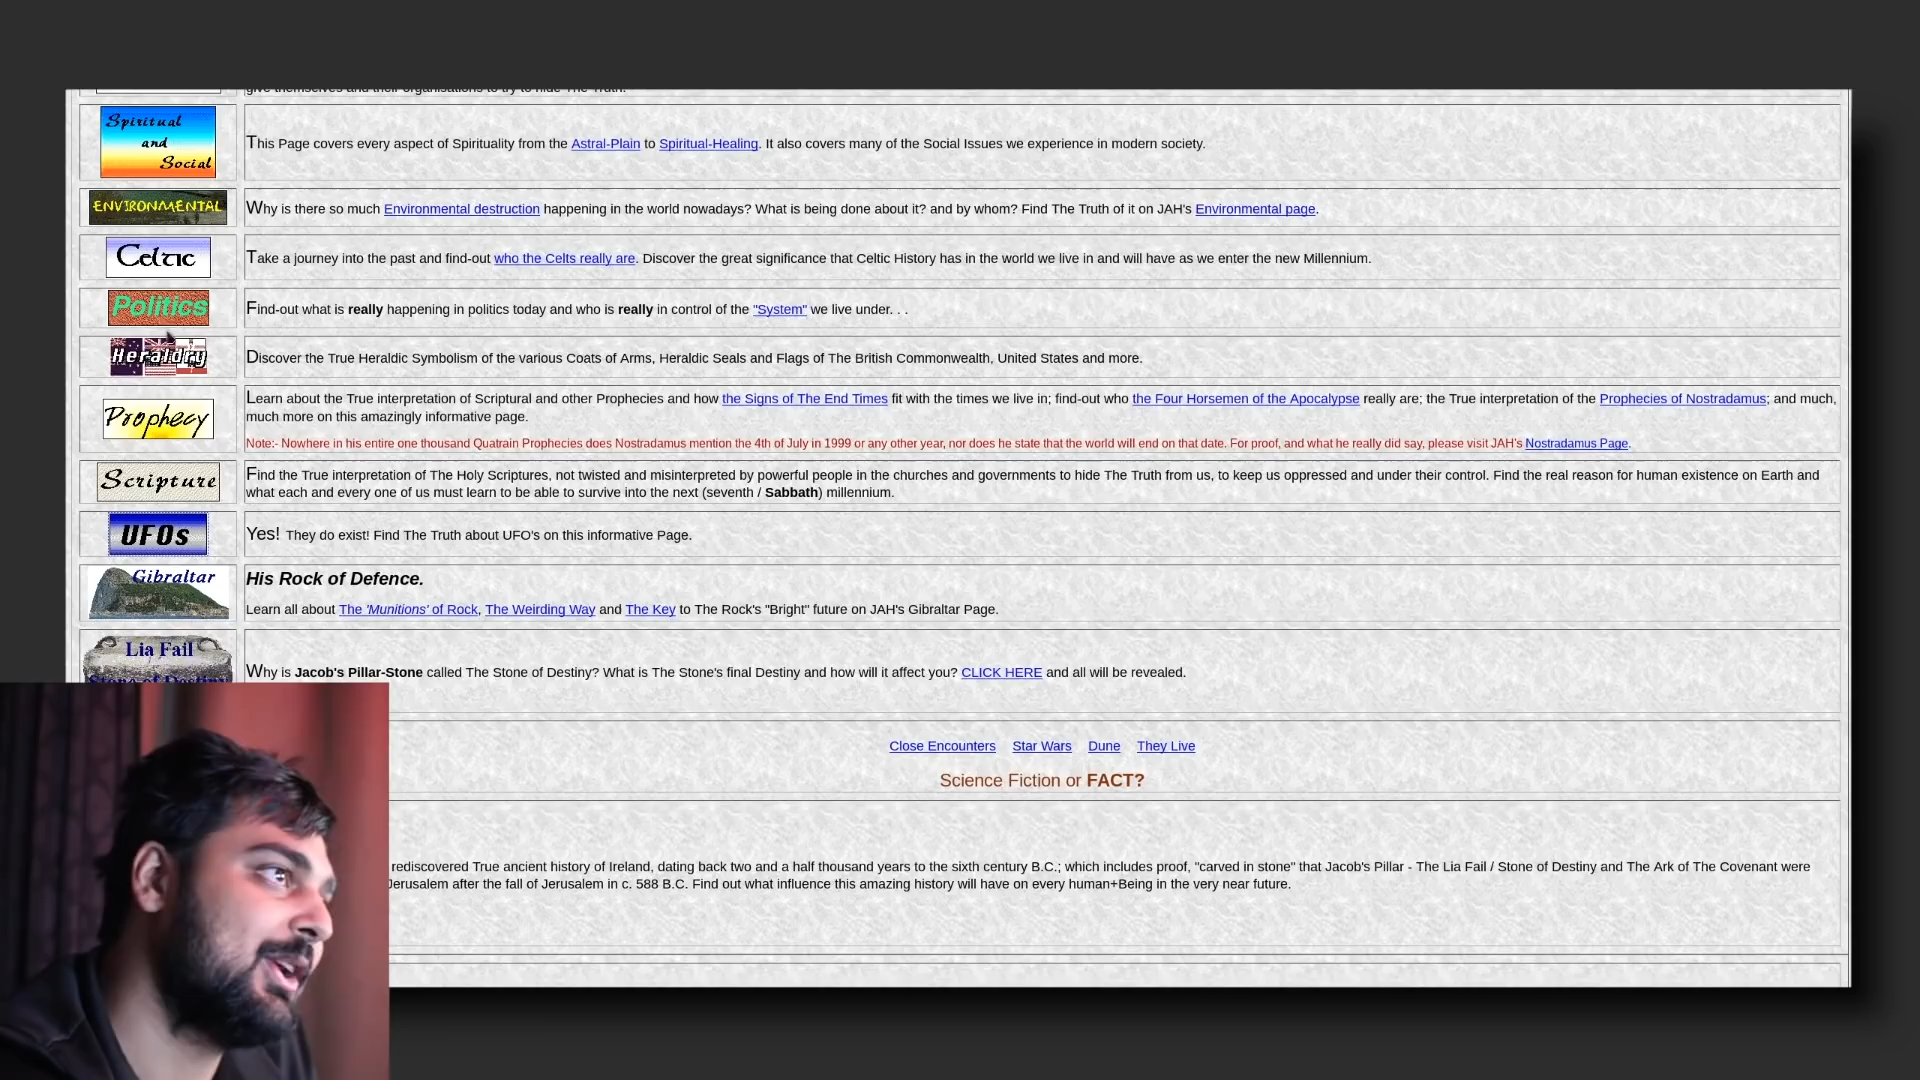 give themselves and their organisations to try to hide The Truth.
Spiritual
and
Social
This Page covers every aspect of Spirituality from the Astral-Plain to Spiritual-Healing. It also covers many of the Social Issues we experience in modern society.
ENVIRONMENTAL
Why is there so much Environmental destruction happening in the world nowadays? What is being done about it? and by whom? Find The Truth of it on JAH's Environmental page.
Celtic
Take a journey into the past and find-out who the Celts really are. Discover the great significance that Celtic History has in the world we live in and will have as we enter the new Millennium.
Politics
Find-out what is really happening in politics today and who is really in control of the "System" we live under. . .
Heraldry
Discover the True Heraldic Symbolism of the various Coats of Arms, Heraldic Seals and Flags of The British Commonwealth, United States and more.
Prophecy
Learn about the True interpretation of Scriptural and other Prophecies and how the Signs of The End Times fit with the times we live in; find-out who the Four Horsemen of the Apocalypse really are; the True interpretation of the Prophecies of Nostradamus; and much,
much more on this amazingly informative page.
Note:- Nowhere in his entire one thousand Quatrain Prophecies does Nostradamus mention the 4th of July in 1999 or any other year, nor does he state that the world will end on that date. For proof, and what he really did say, please visit JAH's Nostradamus Page.
Scripture
Find the True interpretation of The Holy Scriptures, not twisted and misinterpreted by powerful people in the churches and governments to hide The Truth from us, to keep us oppressed and under their control. Find the real reason for human existence on Earth and
what each and every one of us must learn to be able to survive into the next (seventh / Sabbath) millennium.
UFOs
Yes! They do exist! Find The Truth about UFO's on this informative Page.
Gibraltar
His Rock of Defence.
Learn all about The 'Munitions' of Rock, The Weirding Way and The Key to The Rock's "Bright" future on JAH's Gibraltar Page.
Lia Fail
Stone of Destiny
Why is Jacob's Pillar-Stone called The Stone of Destiny? What is The Stone's final Destiny and how will it affect you? CLICK HERE and all will be revealed.
Close Encounters Star Wars Dune They Live
Science Fiction or FACT?
rediscovered True ancient history of Ireland, dating back two and a half thousand years to the sixth century B.C.; which includes proof, "carved in stone" that Jacob's Pillar - The Lia Fail / Stone of Destiny and The Ark of The Covenant were
Jerusalem after the fall of Jerusalem in c. 588 B.C. Find out what influence this amazing history will have on every human+Being in the very near future.